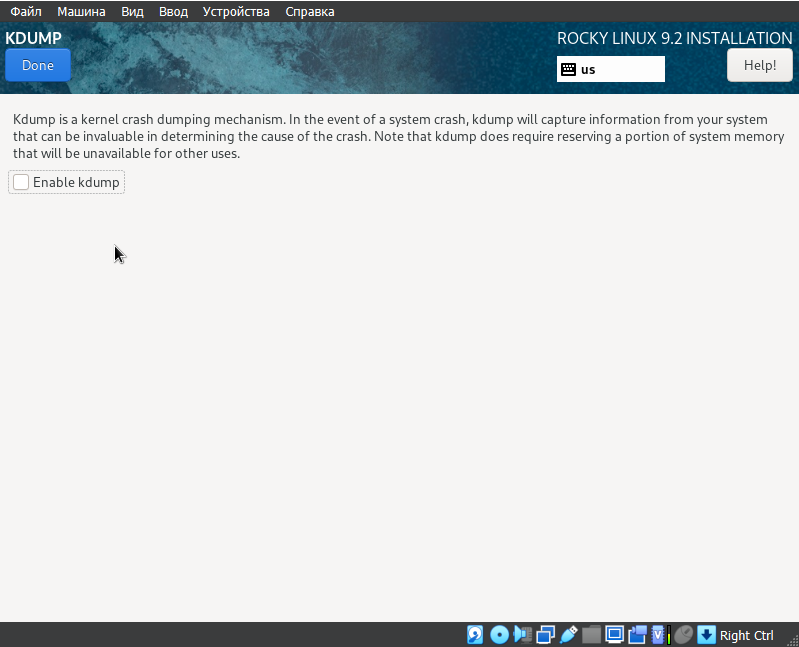 Файл Машина Вид Ввод Устройства Справка
KDUMP
ROCKY LINUX 9.2 INSTALLATION
Done
us
Help!
Kdump is a kernel crash dumping mechanism. In the event of a system crash, kdump will capture information from your system
that can be invaluable in determining the cause of the crash. Note that kdump does require reserving a portion of system memory
that will be unavailable for other uses.
Enable kdump
Right Ctrl